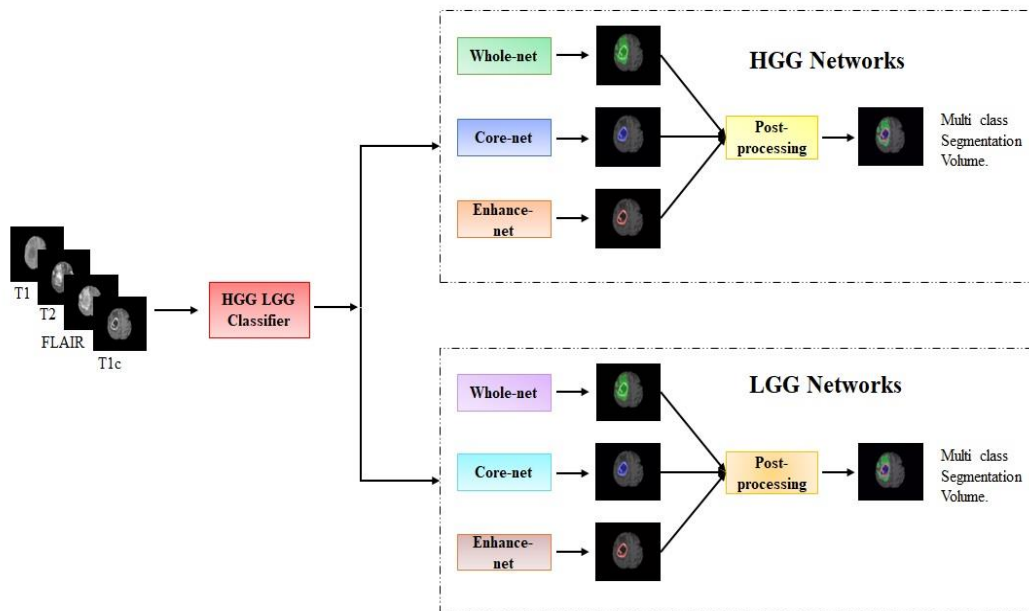 T1
T2
FLAIR
T1c
HGG LGG
Classifier
HGG Networks
Whole-net
Core-net
Enhance-
net
Post-
processing
Multi class
Segmentation
Volume.
LGG Networks
Whole-net
Core-net
Enhance-
net
Post-
processing
Multi class
Segmentation
Volume.